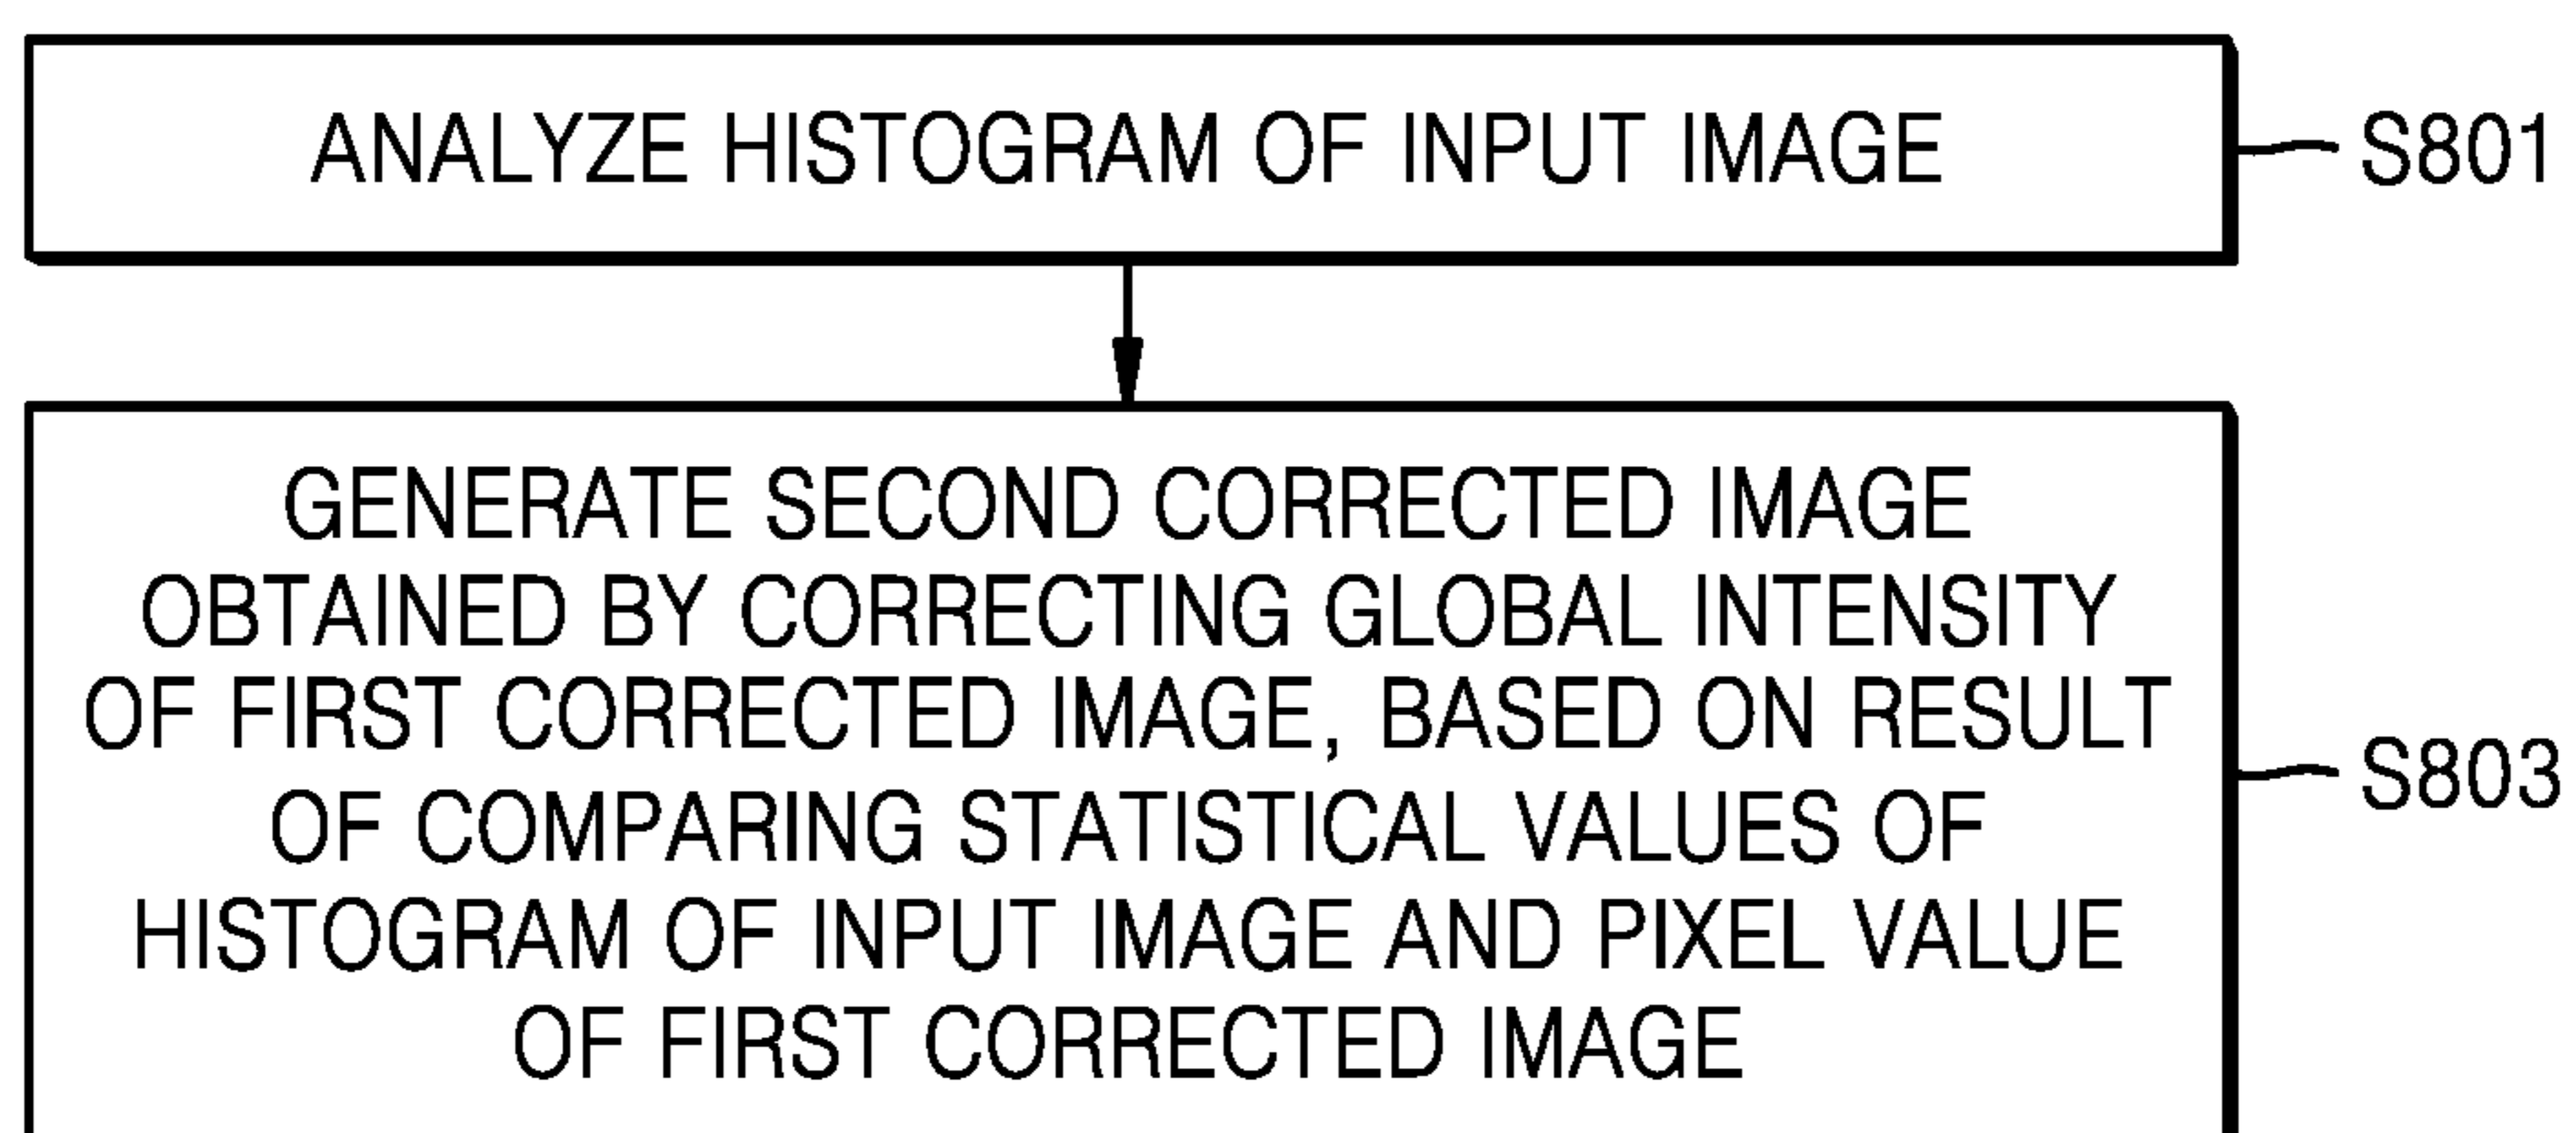 ANALYZE HISTOGRAM OF INPUT IMAGE
S801
GENERATE SECOND CORRECTED IMAGE
OBTAINED BY CORRECTING GLOBAL INTENSITY
OF FIRST CORRECTED IMAGE, BASED ON RESULT
OF COMPARING STATISTICAL VALUES OF
HISTOGRAM OF INPUT IMAGE AND PIXEL VALUE
OF FIRST CORRECTED IMAGE
S803